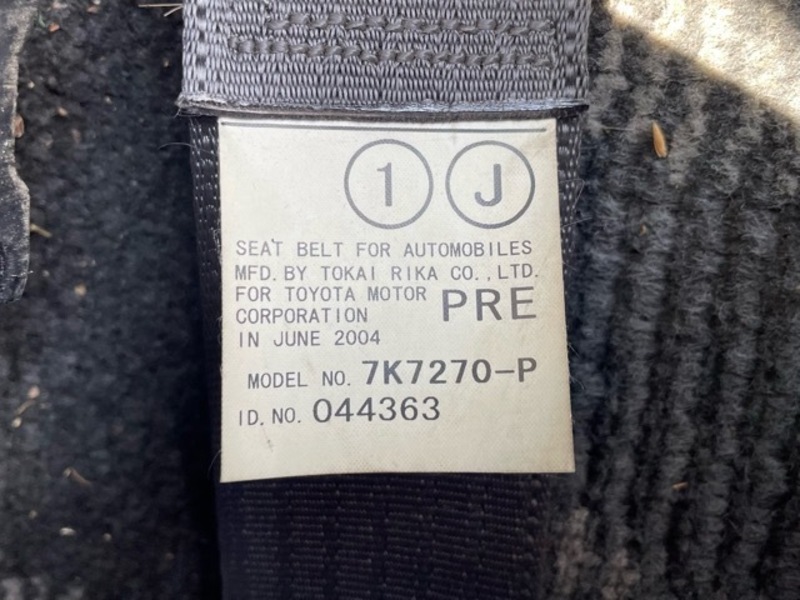 1 J
SEAT BELT FOR AUTOMOBILES
MFD. BY TOKAI RIKA CO., LTD.
FOR TOYOTA MOTOR
CORPORATION PRE
IN JUNE 2004
MODEL NO. 7K7270-P
ID. NO. 044363